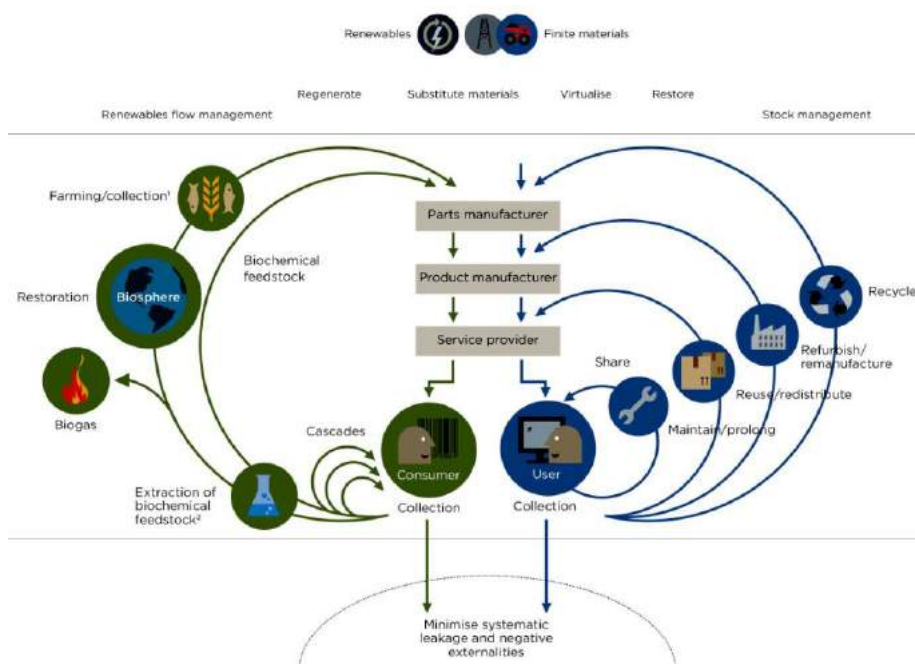 Renewables
Finite materials
Regenerate
Substitute materials
Virtualise
Restore
Renewables flow management
Stock management
Farming/collection¹
Parts manufacturer
Biochemical
feedstock
Product manufacturer
Restoration
Biosphere
Recycle
Service provider
Share
Refurbish/
remanufacture
Reuse/redistribute
Biogas
Cascades
Maintain/prolong
Consumer
User
Extraction of
biochemical
feedstock²
Collection
Collection
Minimise systematic
leakage and negative
externalities